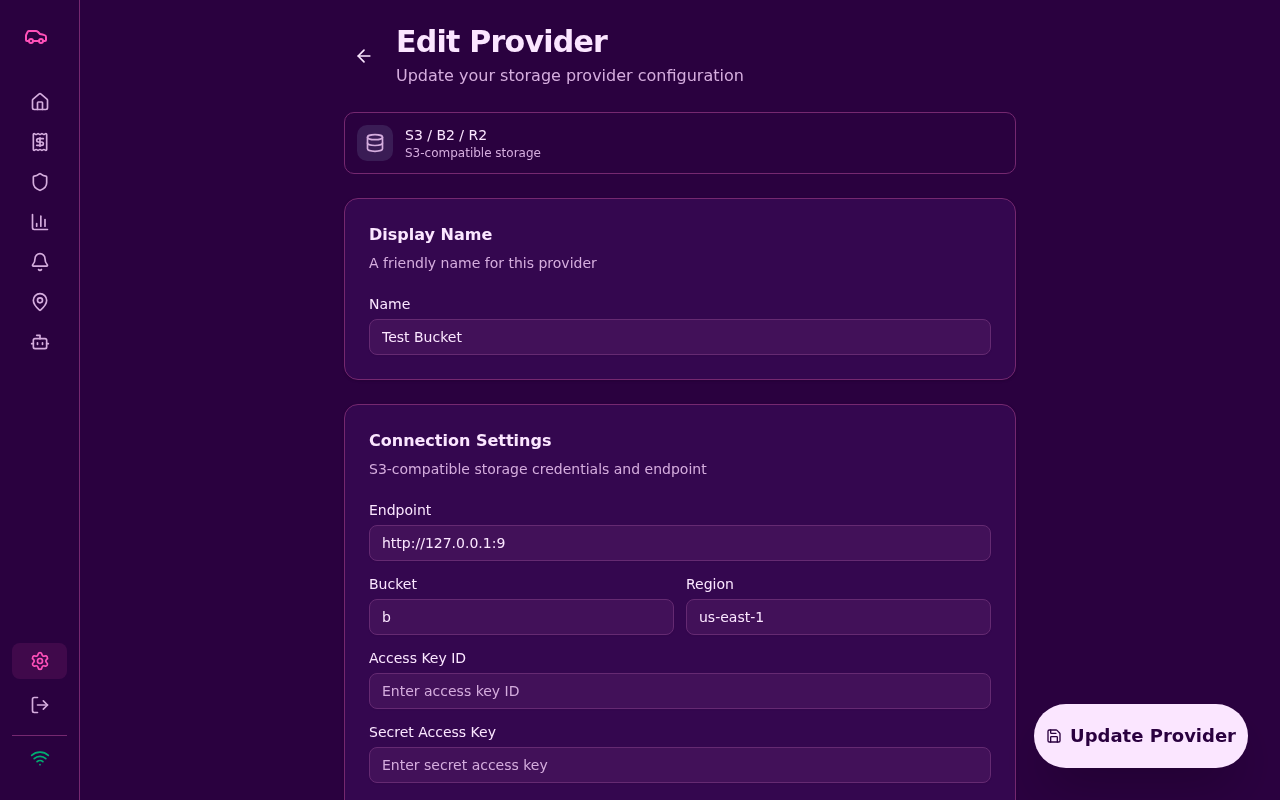 Edit Provider
Update your storage provider configuration
S3 / B2 / R2
S3-compatible storage
Display Name
A friendly name for this provider
Name
Test Bucket
Connection Settings
S3-compatible storage credentials and endpoint
Endpoint
http://127.0.0.1:9
Bucket
Region
b
us-east-1
Access Key ID
Enter access key ID
Secret Access Key
Enter secret access key
Update Provider